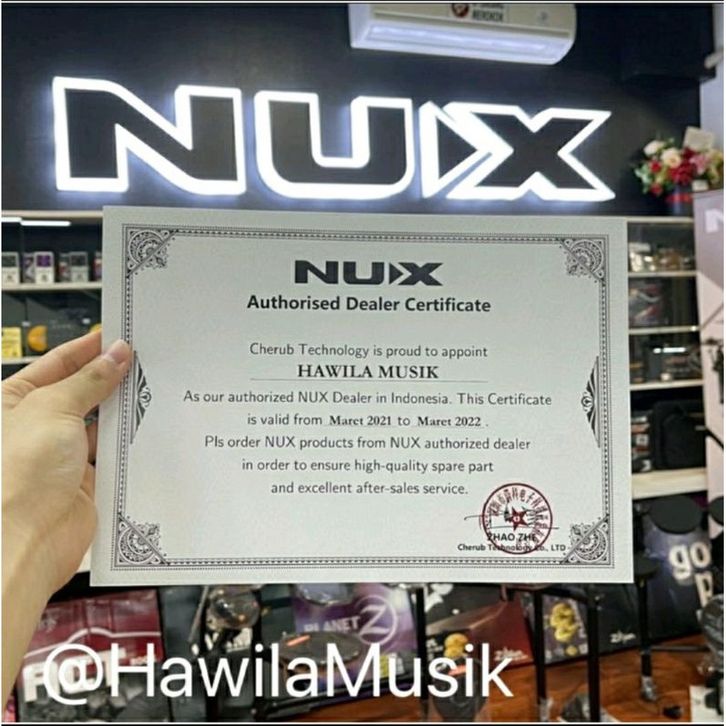 NUX
NUX
Authorised Dealer Certificate
Cherub Technology is proud to appoint
HAWILA MUSIK
As our authorized NUX Dealer in Indonesia. This Certificate
is valid from Maret 2021 to Maret 2022.
Pls order NUX products from NUX authorized dealer
in order to ensure high-quality spare part
and excellent after-sales service.
ZHAO ZHE
Cherub Technology Co., LTD
go
PLANET Z
@HawilaMusik